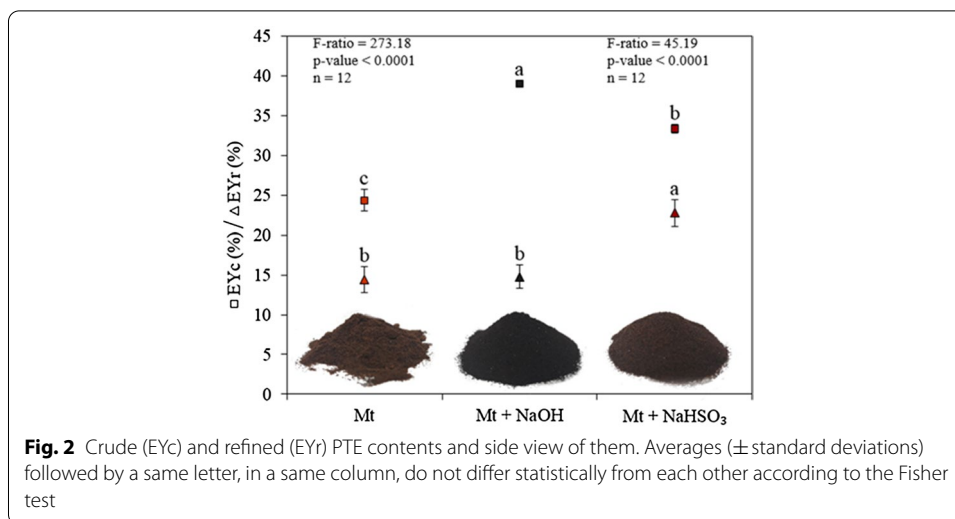 45
40
35
30
25
20
15
10
5
0
□ EYc (%) / Δ EYr (%)
F-ratio = 273.18
p-value < 0.0001
n = 12
F-ratio = 45.19
p-value < 0.0001
n = 12
c
b
a
b
b
a
Mt
Mt + NaOH
Mt + NaHSO₃
Fig. 2 Crude (EYc) and refined (EYr) PTE contents and side view of them. Averages (± standard deviations)
followed by a same letter, in a same column, do not differ statistically from each other according to the Fisher
test